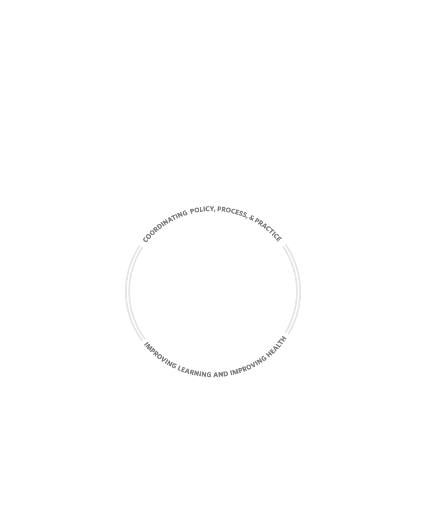 COORDINATING POLICY, PROCESS, & PRACTICE
IMPROVING LEARNING AND IMPROVING HEALTH